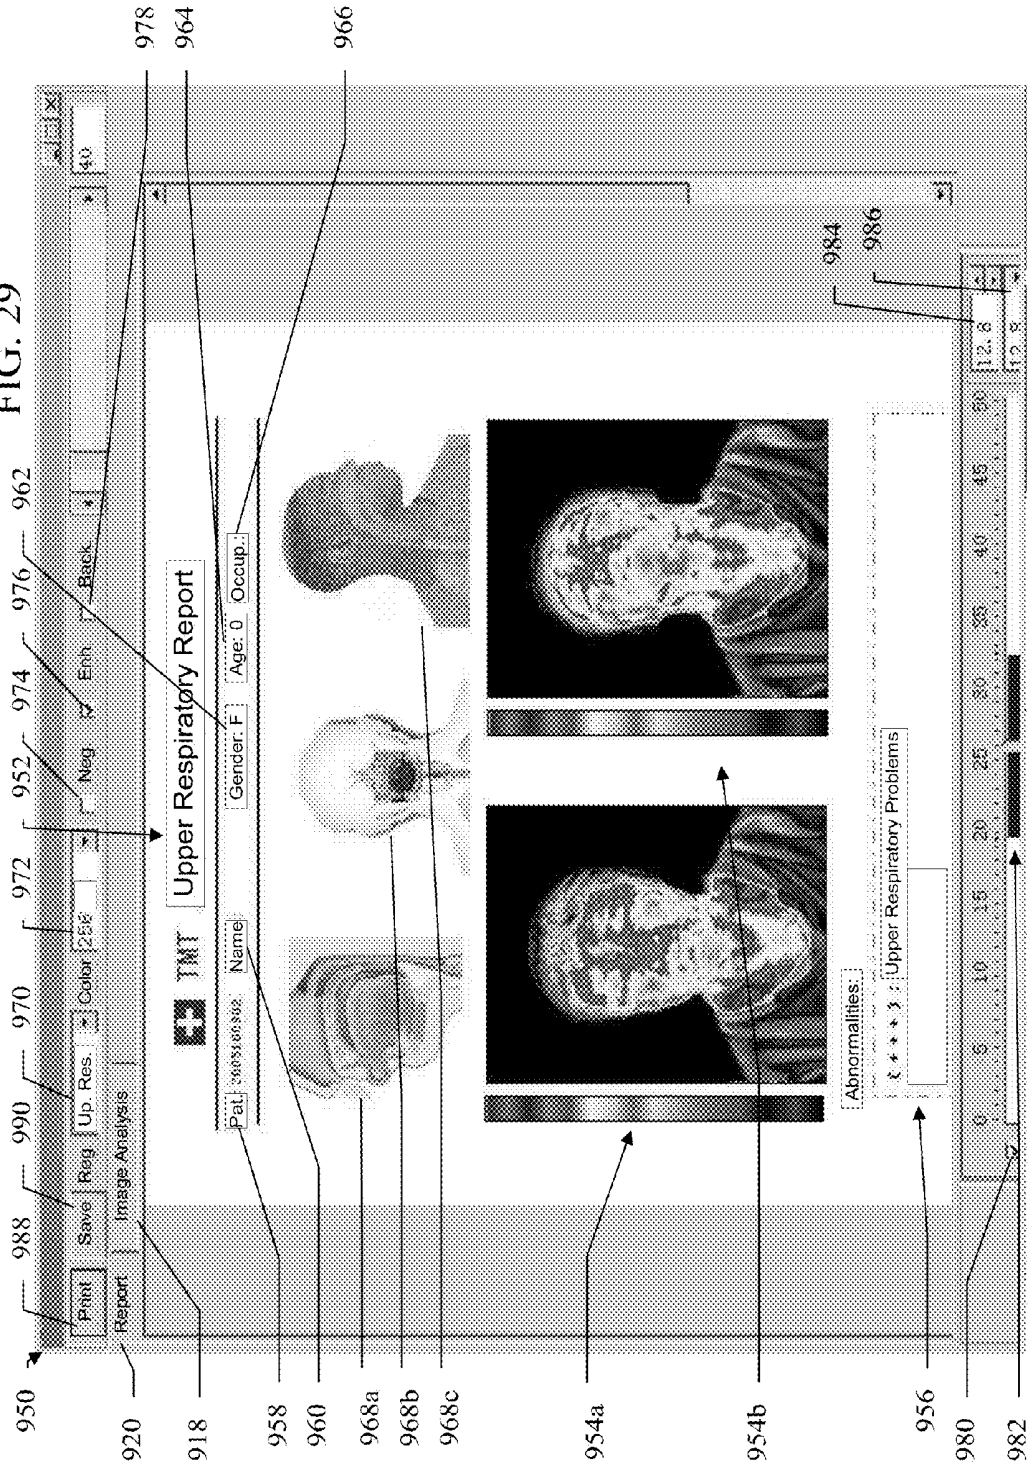 FIG. 29
950
988
990
970
972
952
974
976
962
978
964
966
Print
Save
Reg
Up. Res.
Color
256
Neg
Enh
Back
40
Report
Image Analysis
920
918
TMT
Upper Respiratory Report
Pat.
Name
Gender: F
Age: 0
Occup.:
958
960
968a
968b
968c
954a
954b
Abnormalities:
(+++) : Upper Respiratory Problems
956
0 5 10 15 20 25 30 35 40 45 50
12.8
12.8
984
986
980
982